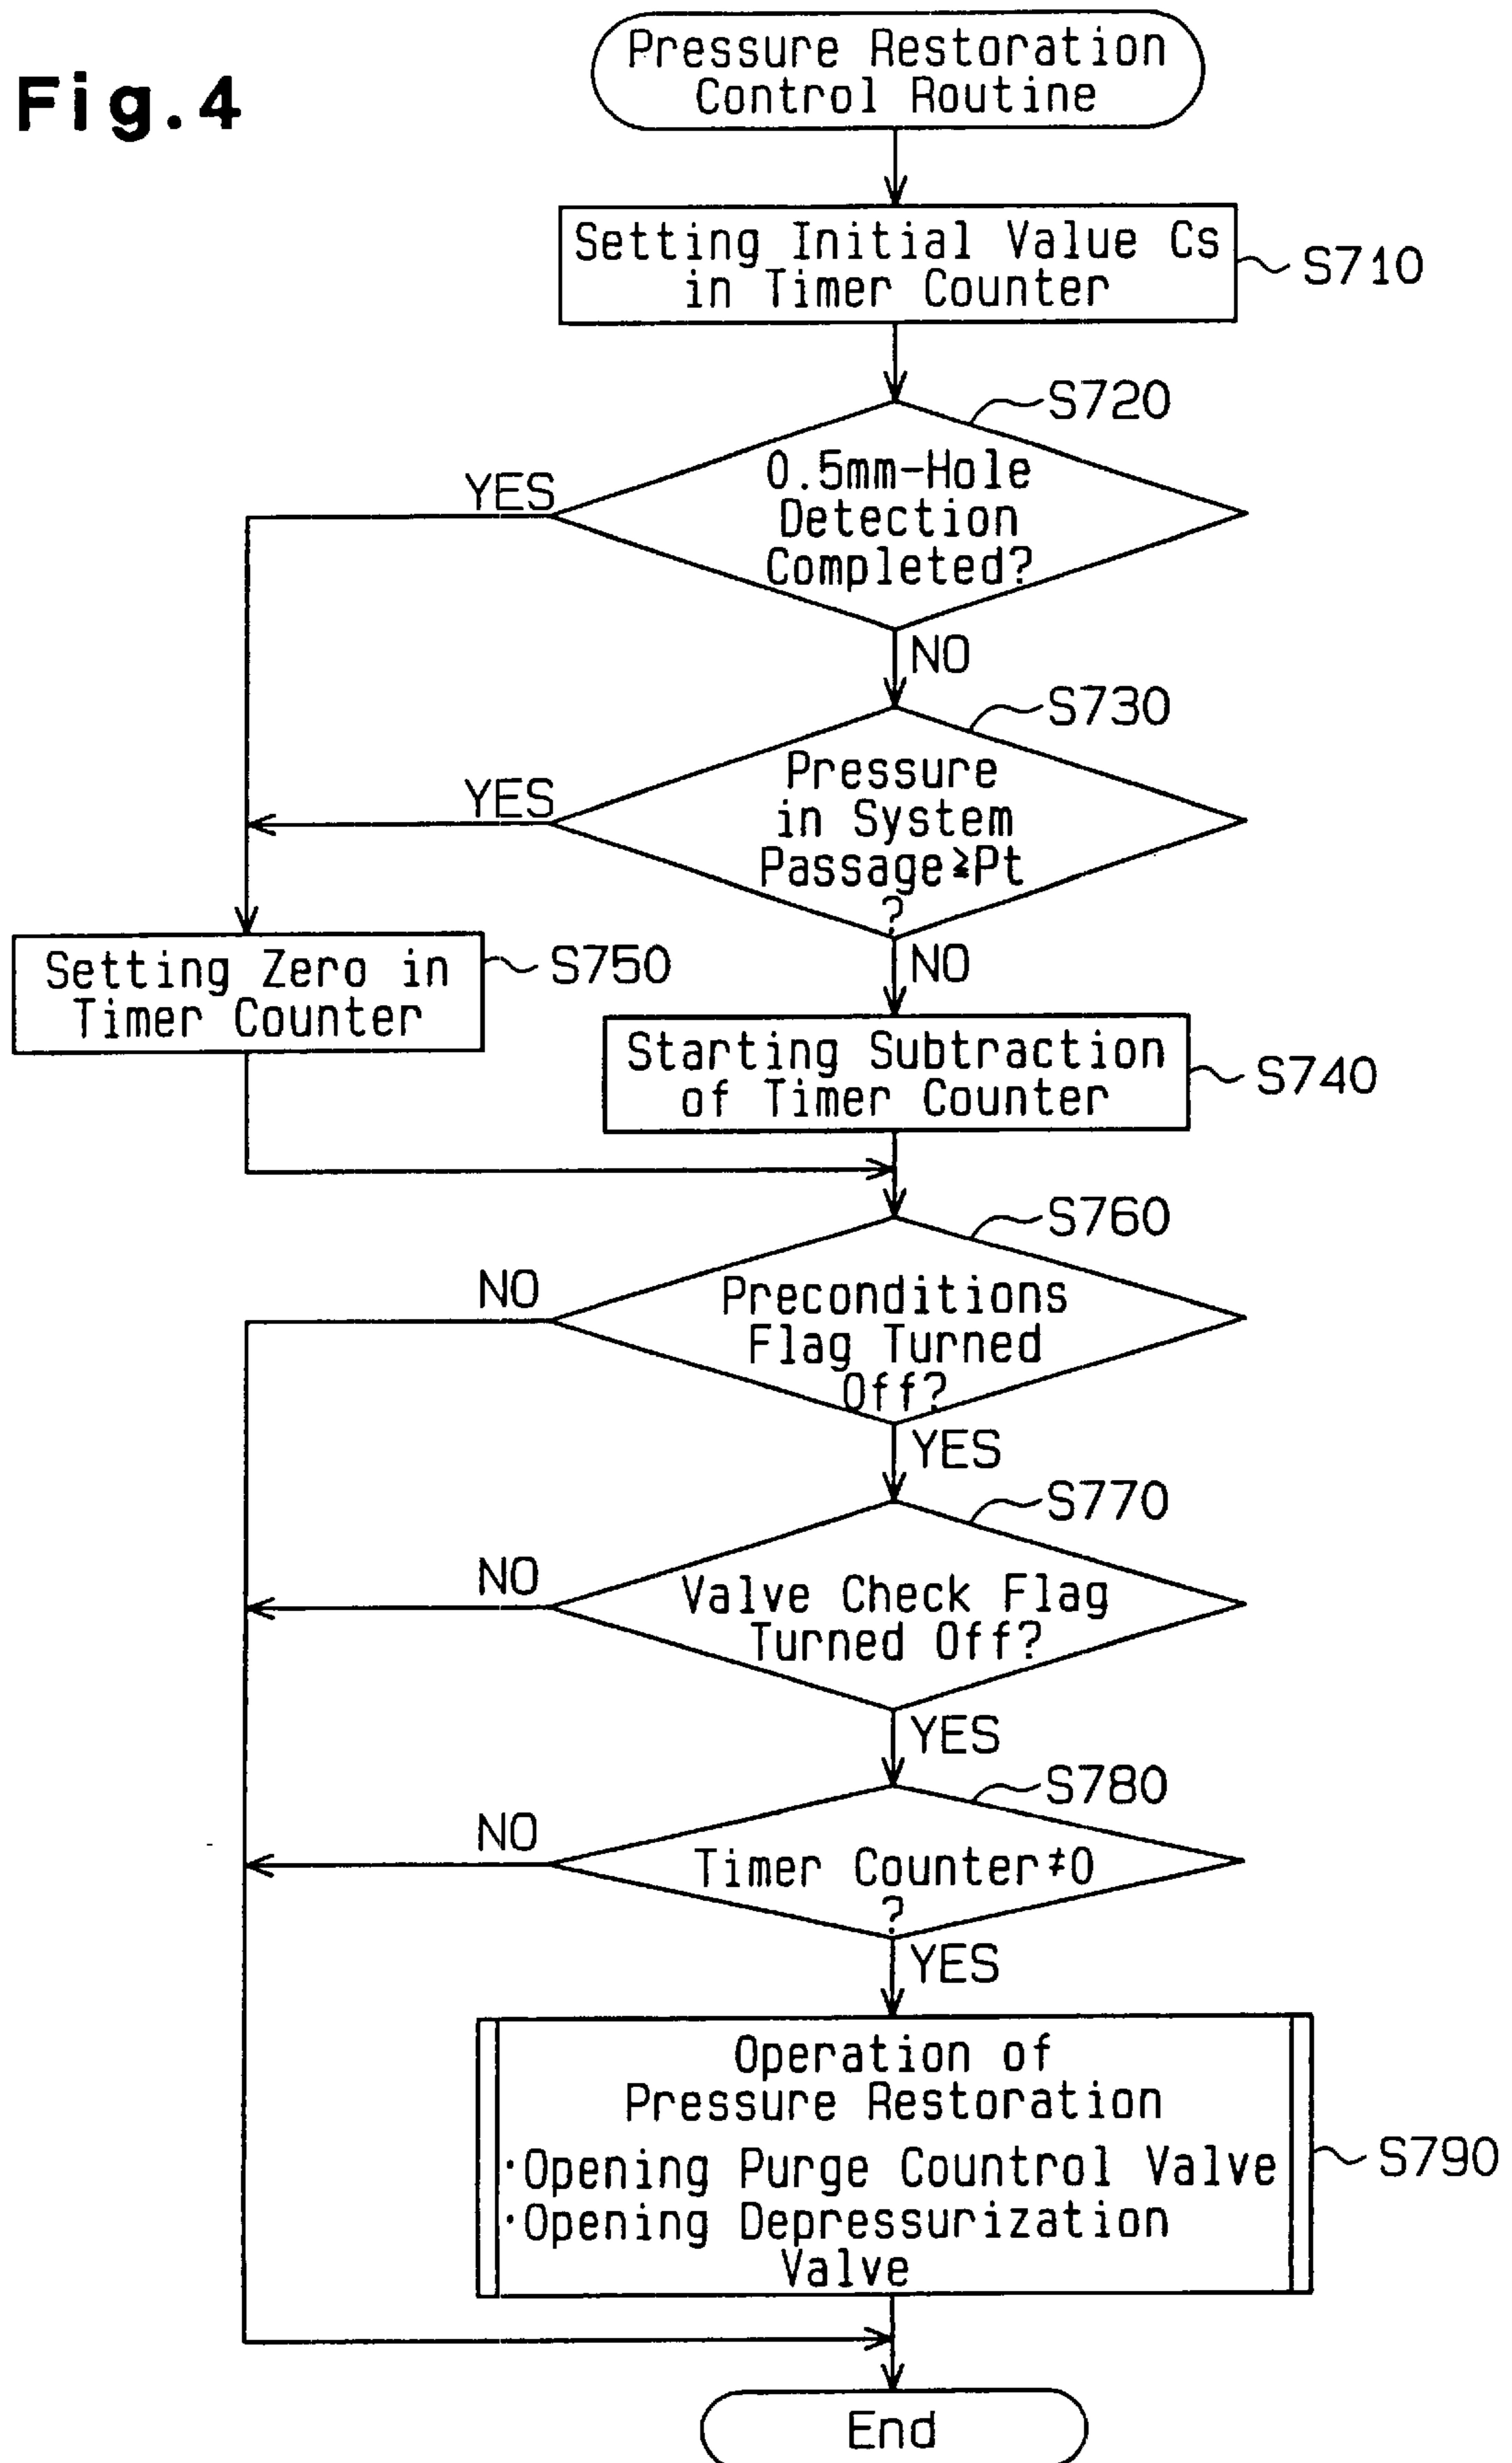 Fig.4
Pressure Restoration
Control Routine
Setting Initial Value Cs
in Timer Counter
S710
S720
0.5mm-Hole
Detection
Completed?
YES
NO
S730
Pressure
in System
Passage≧Pt
?
YES
NO
Setting Zero in
Timer Counter
S750
Starting Subtraction
of Timer Counter
S740
S760
Preconditions
Flag Turned
Off?
NO
YES
S770
Valve Check Flag
Turned Off?
NO
YES
S780
Timer Counter≠0
?
NO
YES
Operation of
Pressure Restoration
·Opening Purge Countrol Valve
·Opening Depressurization
Valve
S790
End